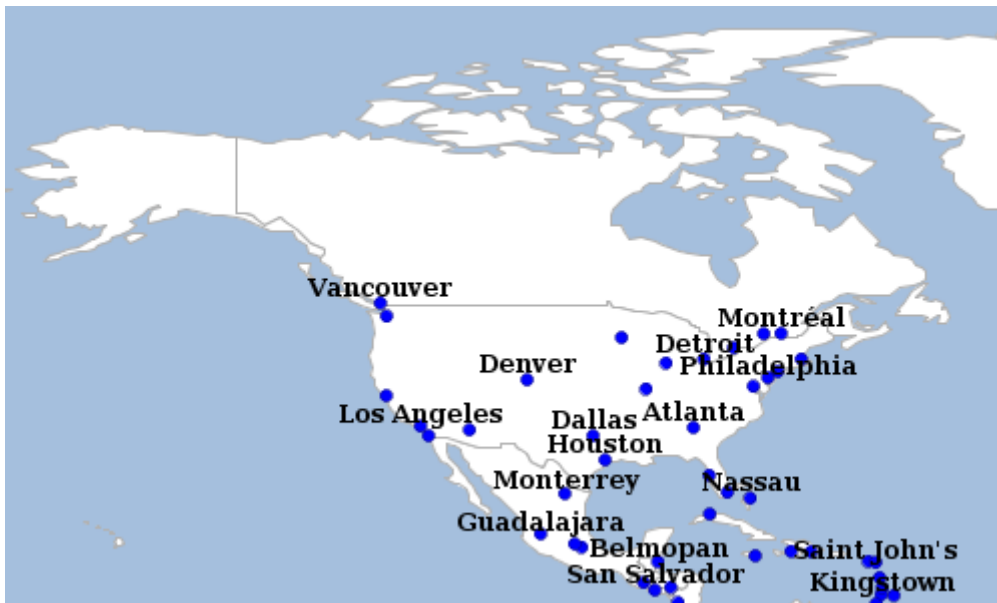 Vancouver
Montréal
Detroit
Philadelphia
Denver
Los Angeles
Dallas
Atlanta
Houston
Monterrey
Nassau
Guadalajara
Belmopan
Saint John's
San Salvador
Kingstown